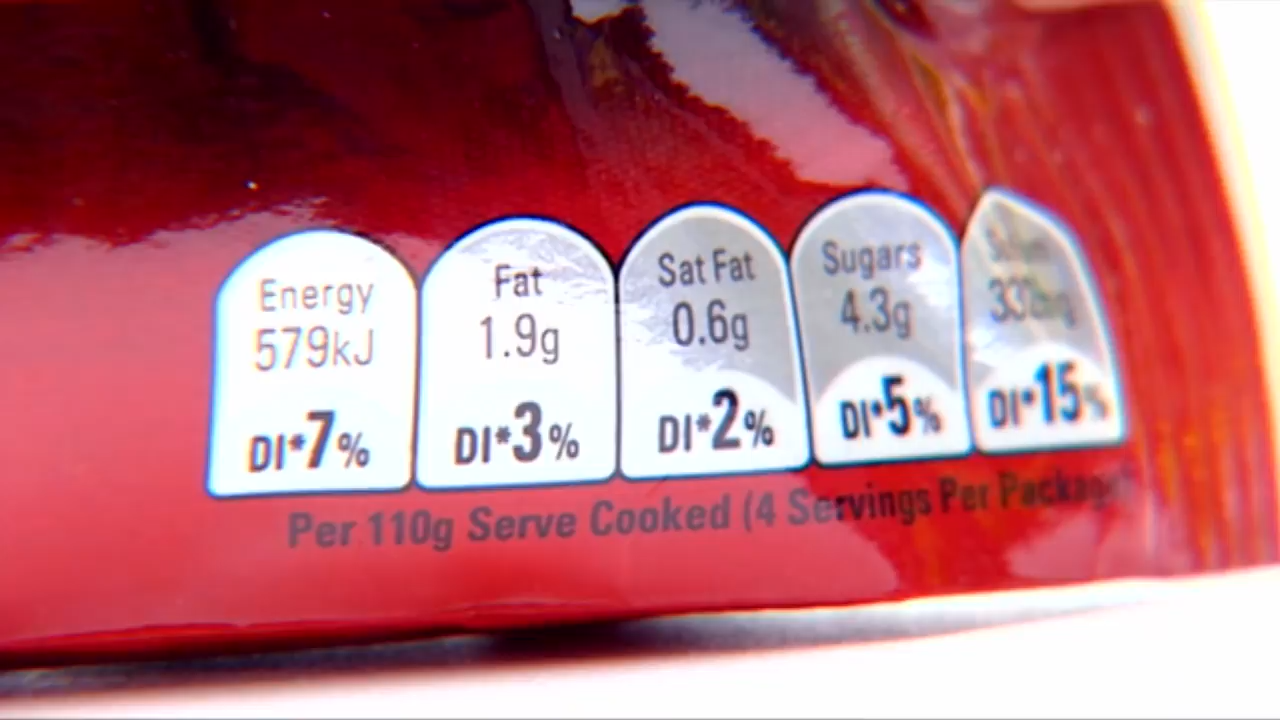 Energy
579kJ
DI*7%
Fat
1.9g
DI*3%
Sat Fat
0.6g
DI*2%
Sugars
4.3g
DI*5%
DI*15%
Per 110g Serve Cooked (4 Servings Per Package)